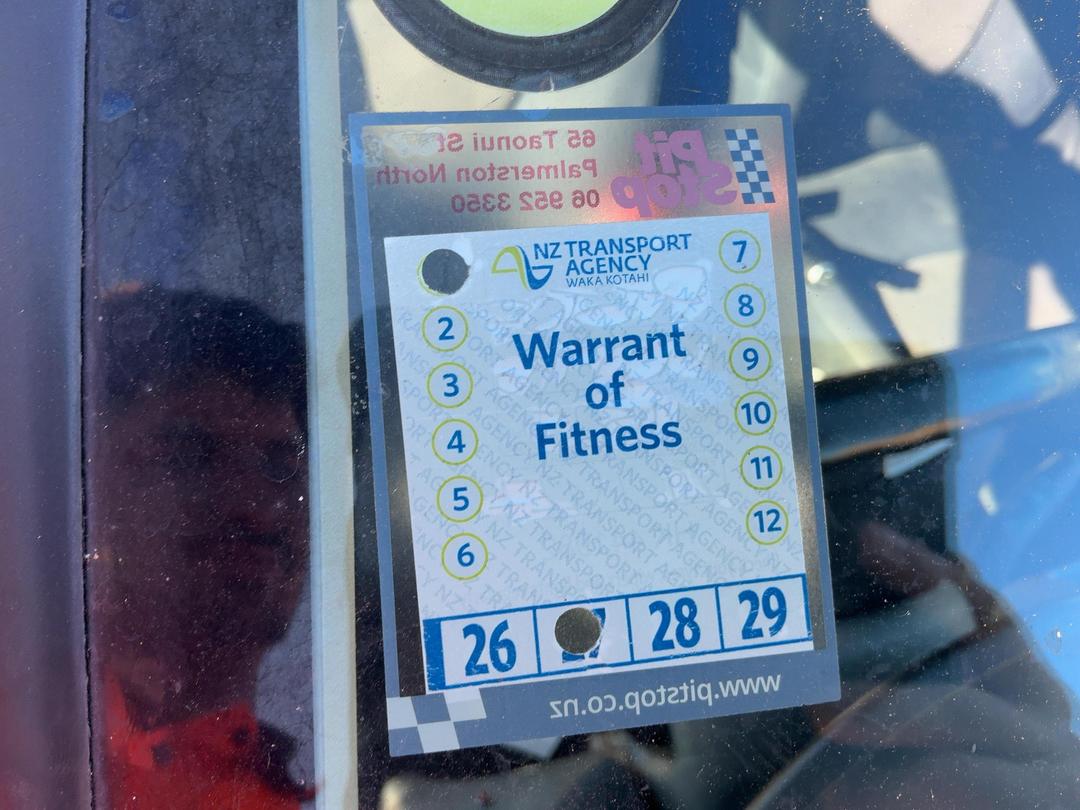 65 Taonui St
Palmerston North
06 952 3350
Pit
Stop
NZ TRANSPORT
AGENCY
WAKA KOTAHI
Warrant
of
Fitness
2
3
4
5
6
7
8
9
10
11
12
26 28 29
www.pitstop.co.nz